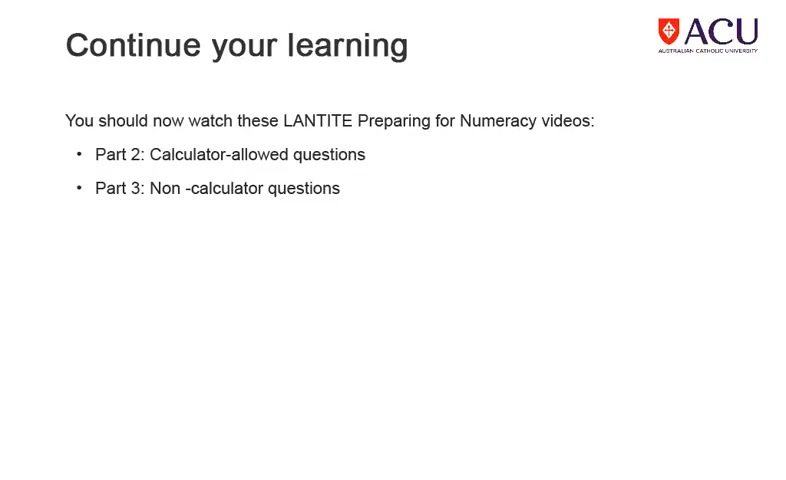 Continue your learning
ACU
AUSTRALIAN CATHOLIC UNIVERSITY
You should now watch these LANTITE Preparing for Numeracy videos:
• Part 2: Calculator-allowed questions
• Part 3: Non -calculator questions